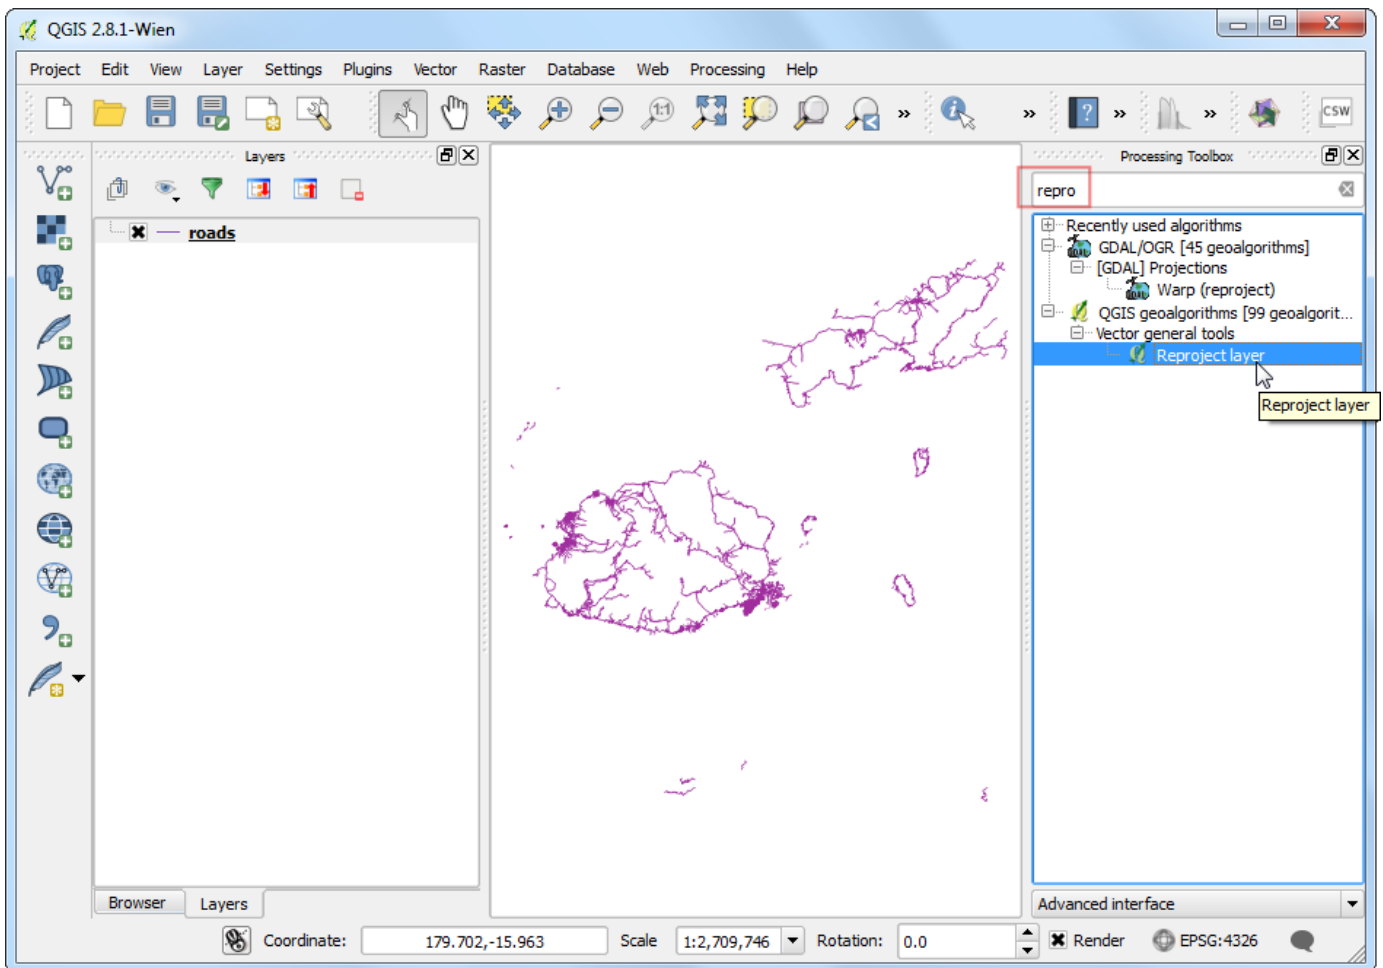 QGIS 2.8.1-Wien
Project Edit View Layer Settings Plugins Vector Raster Database Web Processing Help
1:1 » » ? » » CSW
Layers
Processing Toolbox
repro
roads
Recently used algorithms
GDAL/OGR [45 geoalgorithms]
[GDAL] Projections
Warp (reproject)
QGIS geoalgorithms [99 geoalgorit...
Vector general tools
Reproject layer
Reproject layer
Browser Layers
Advanced interface
Coordinate: 179.702,-15.963 Scale 1:2,709,746 Rotation: 0.0 Render EPSG:4326